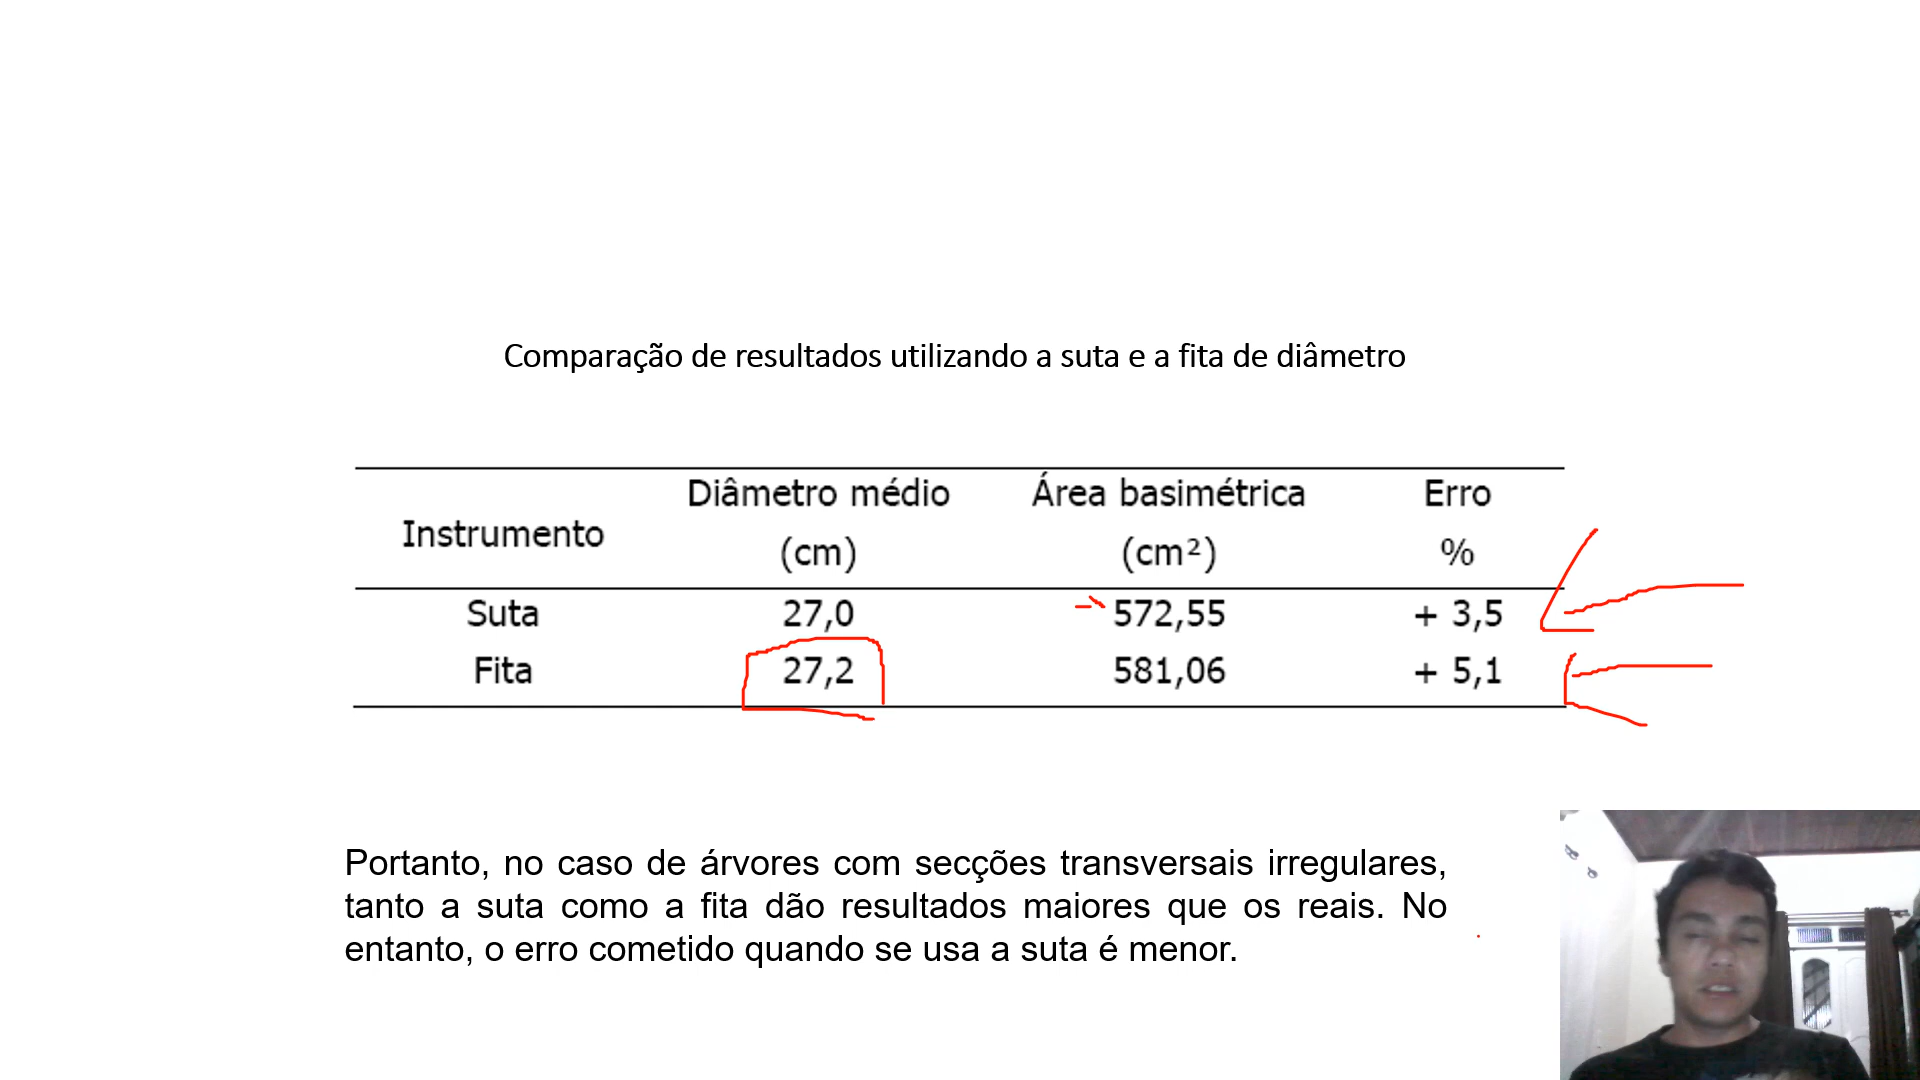 Comparação de resultados utilizando a suta e a fita de diâmetro
Instrumento Diâmetro médio (cm) Área basimétrica (cm²) Erro %
Suta 27,0 572,55 + 3,5
Fita 27,2 581,06 + 5,1
Portanto, no caso de árvores com secções transversais irregulares,
tanto a suta como a fita dão resultados maiores que os reais. No
entanto, o erro cometido quando se usa a suta é menor.